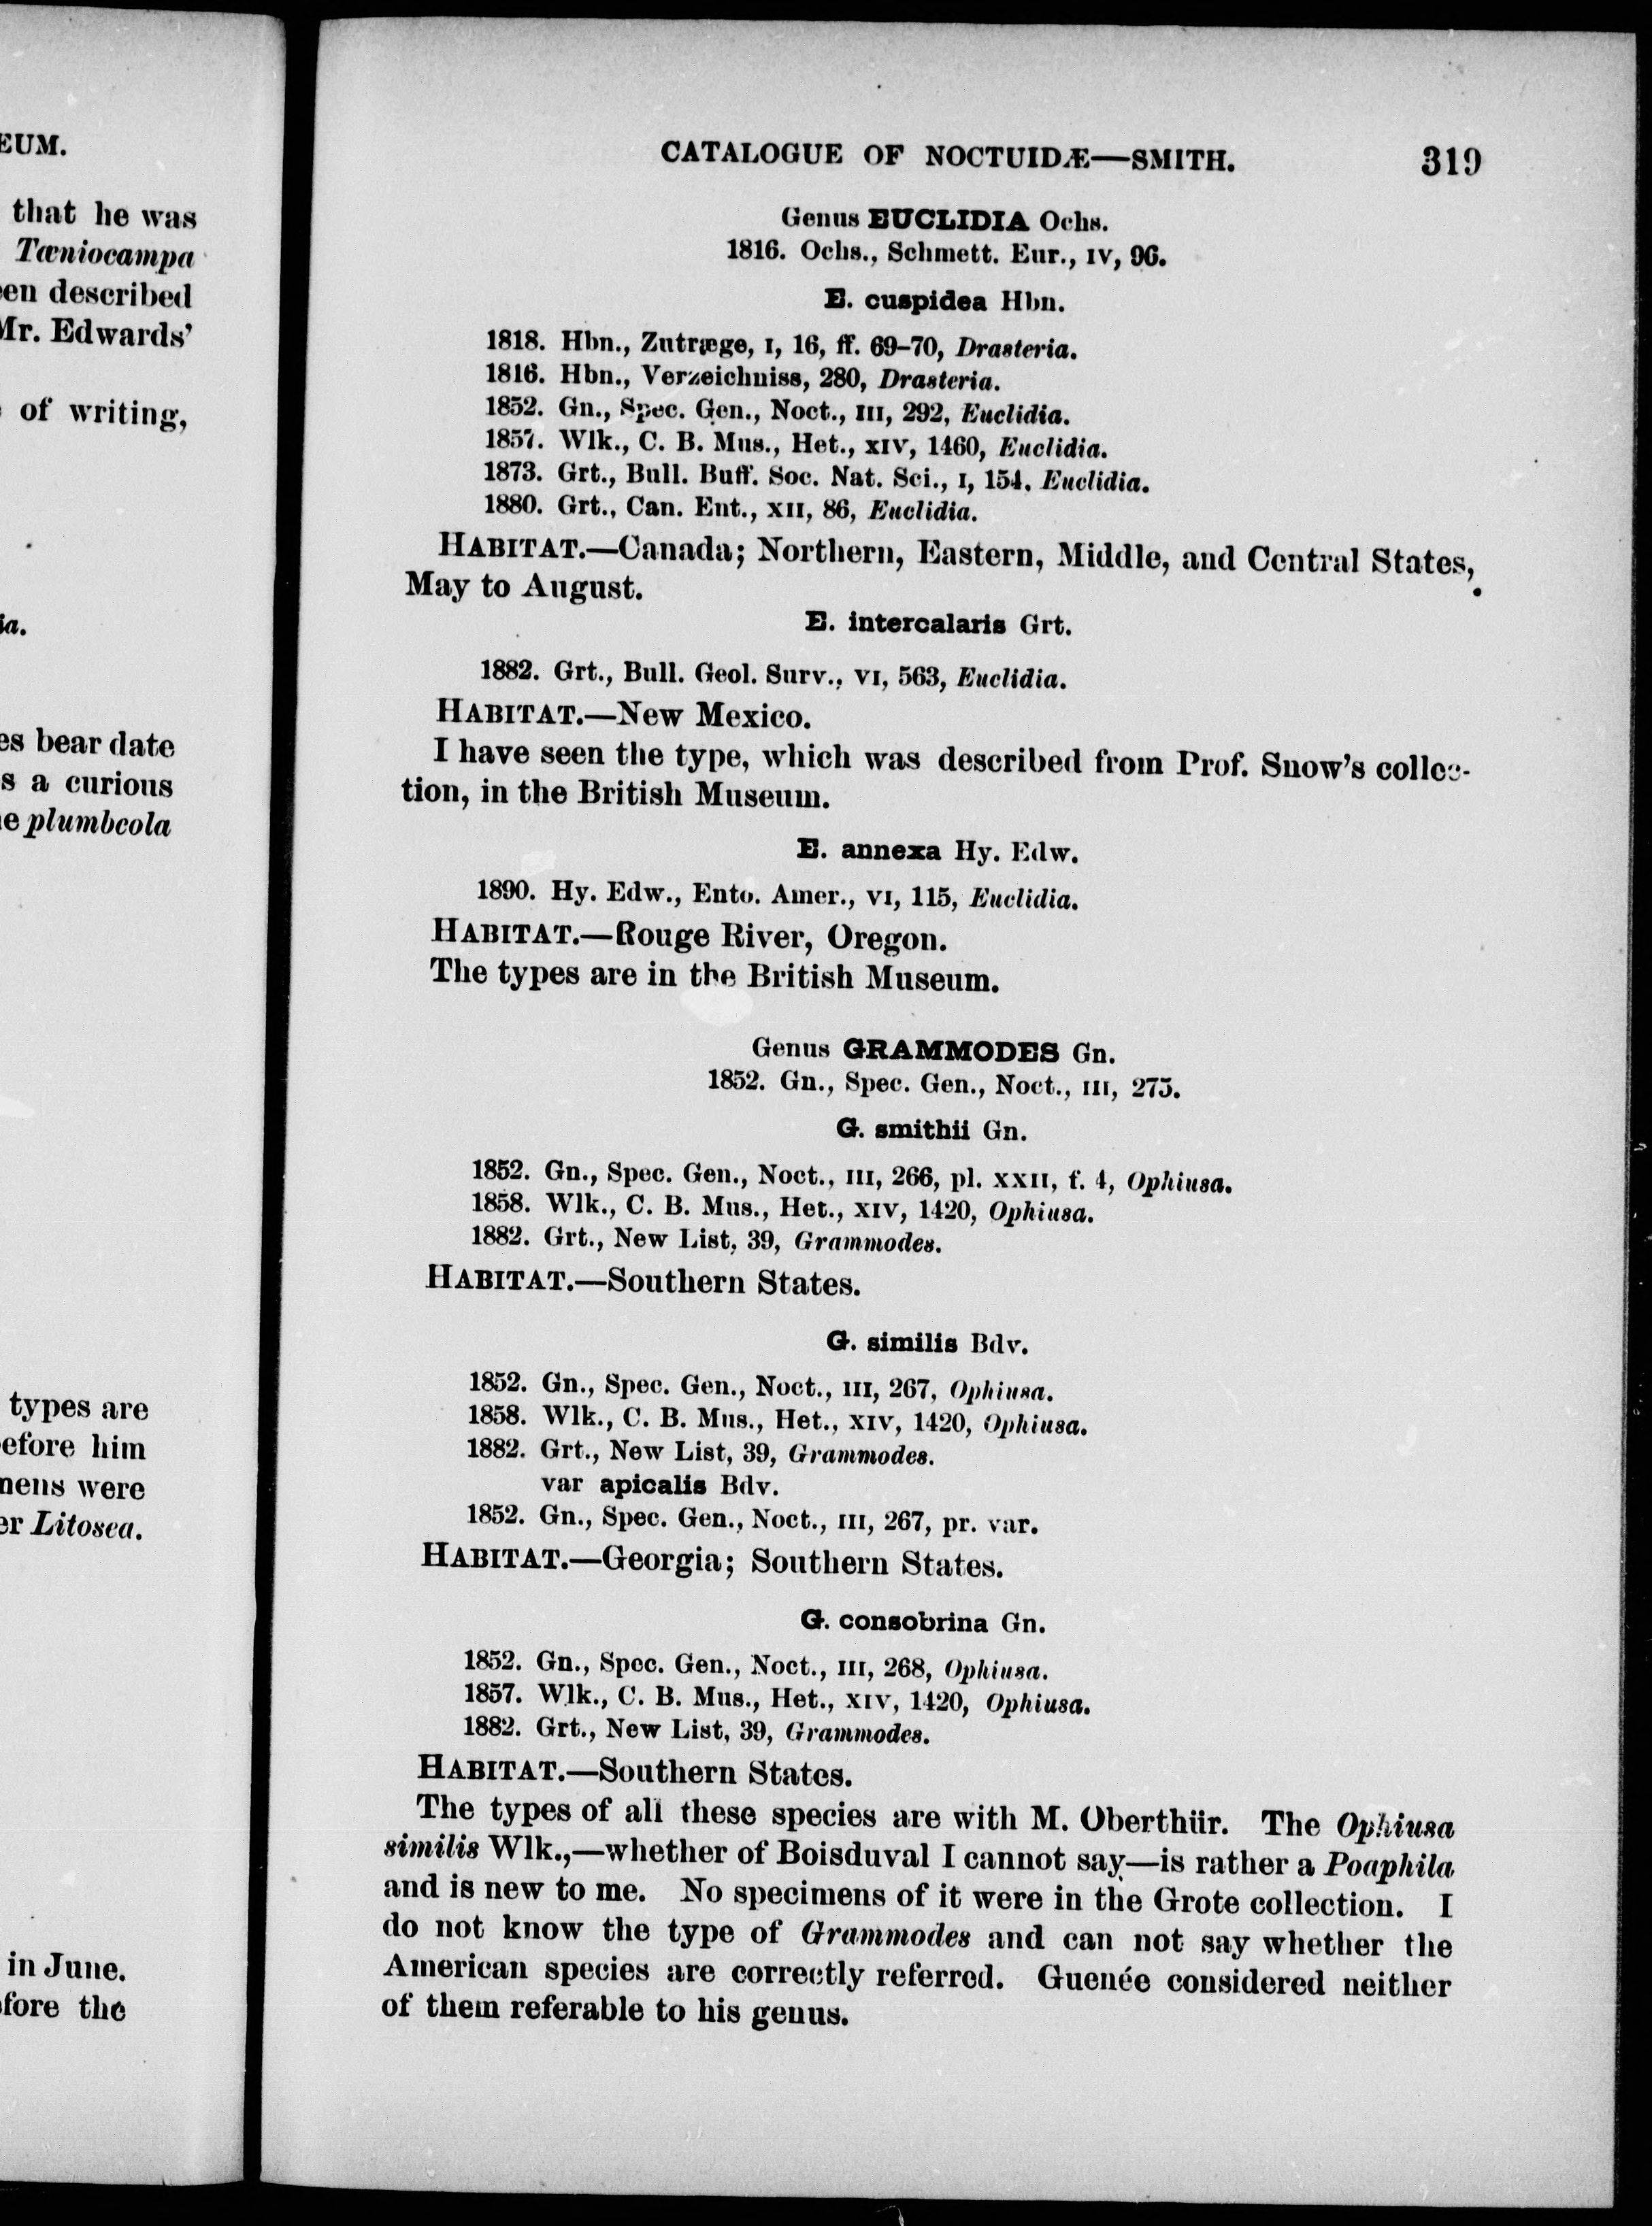 EUM.
that he was
Tæniocampa
en described
Mr. Edwards'
of writing,
ia.
es bear date
s a curious
e plumbcola
types are
efore him
mens were
er Litosea.
in June.
fore the
CATALOGUE OF NOCTUIDÆ—SMITH. 319
Genus EUCLIDIA Ochs.
1816. Ochs., Schmett. Eur., IV, 96.
E. cuspidea Hbn.
1818. Hbn., Zutræge, I, 16, ff. 69–70, Drasteria.
1816. Hbn., Verzeichniss, 280, Drasteria.
1852. Gn., Spec. Gen., Noct., III, 292, Euclidia.
1857. Wlk., C. B. Mus., Het., XIV, 1460, Euclidia.
1873. Grt., Bull. Buff. Soc. Nat. Sci., I, 154, Euclidia.
1880. Grt., Can. Ent., XII, 86, Euclidia.
HABITAT.—Canada; Northern, Eastern, Middle, and Central States,
May to August.
E. intercalaris Grt.
1882. Grt., Bull. Geol. Surv., VI, 563, Euclidia.
HABITAT.—New Mexico.
I have seen the type, which was described from Prof. Snow's collec-
tion, in the British Museum.
E. annexa Hy. Edw.
1890. Hy. Edw., Ento. Amer., VI, 115, Euclidia.
HABITAT.—Rouge River, Oregon.
The types are in the British Museum.
Genus GRAMMODES Gn.
1852. Gn., Spec. Gen., Noct., III, 275.
G. smithii Gn.
1852. Gn., Spec. Gen., Noct., III, 266, pl. XXII, f. 4, Ophiusa.
1858. Wlk., C. B. Mus., Het., XIV, 1420, Ophiusa.
1882. Grt., New List, 39, Grammodes.
HABITAT.—Southern States.
G. similis Bdv.
1852. Gn., Spec. Gen., Noct., III, 267, Ophiusa.
1858. Wlk., C. B. Mus., Het., XIV, 1420, Ophiusa.
1882. Grt., New List, 39, Grammodes.
var apicalis Bdv.
1852. Gn., Spec. Gen., Noct., III, 267, pr. var.
HABITAT.—Georgia; Southern States.
G. consobrina Gn.
1852. Gn., Spec. Gen., Noct., III, 268, Ophiusa.
1857. Wlk., C. B. Mus., Het., XIV, 1420, Ophiusa.
1882. Grt., New List, 39, Grammodes.
HABITAT.—Southern States.
The types of all these species are with M. Oberthür. The Ophiusa
similis Wlk.,—whether of Boisduval I cannot say—is rather a Poaphila
and is new to me. No specimens of it were in the Grote collection. I
do not know the type of Grammodes and can not say whether the
American species are correctly referred. Guenée considered neither
of them referable to his genus.